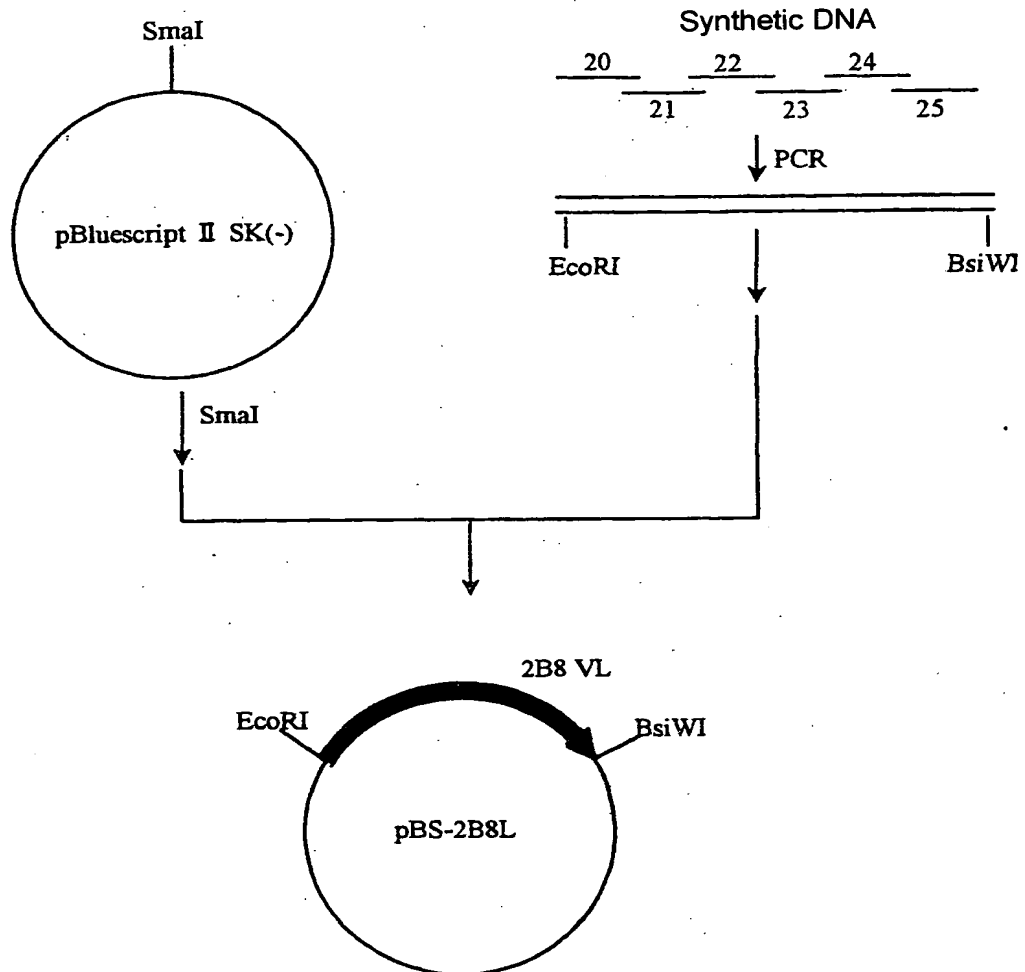 SmaI
pBluescript II SK(-)
SmaI
Synthetic DNA
20 22 24
21 23 25
PCR
EcoRI BsiWI
2B8 VL
EcoRI BsiWI
pBS-2B8L